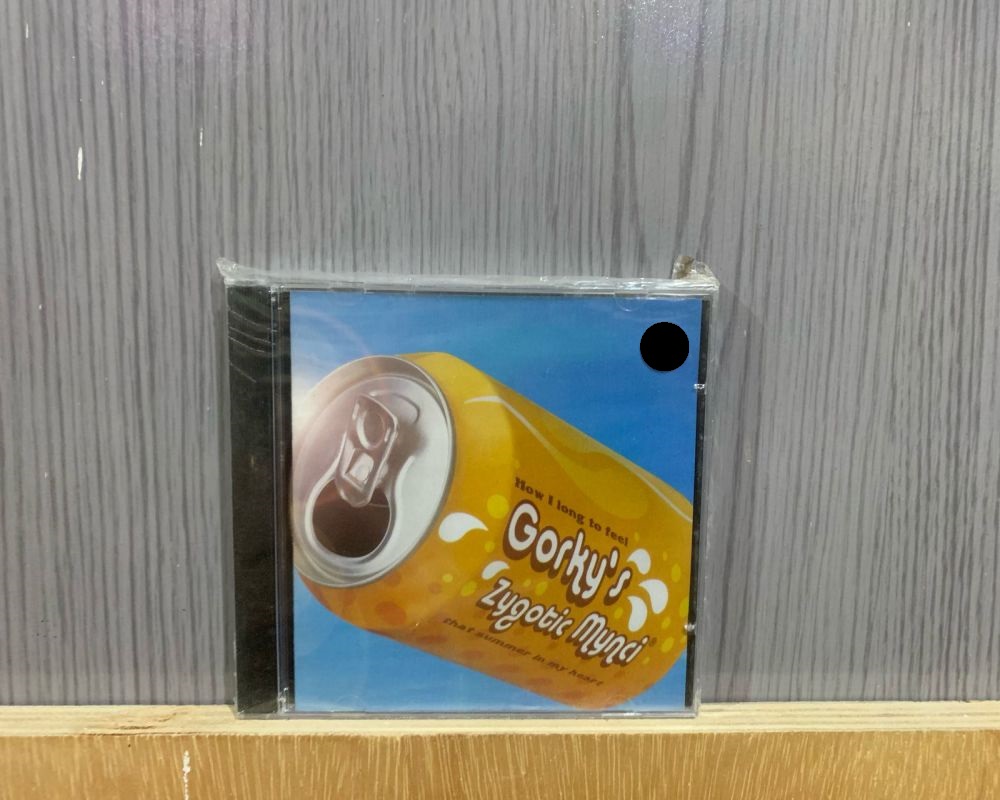 How I long to feel
Gorky's
Zygotic Mynci
that summer in my heart